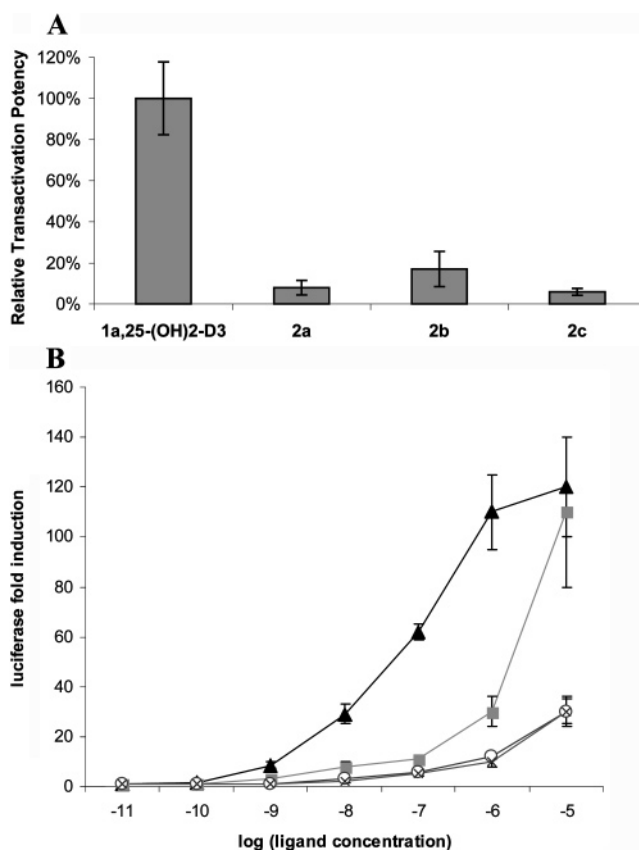 A
Relative Transactivation Potency
120%
100%
80%
60%
40%
20%
0%
1a,25-(OH)2-D3 2a 2b 2c
B
luciferase fold induction
160
140
120
100
80
60
40
20
0
-11 -10 -9 -8 -7 -6 -5
log (ligand concentration)